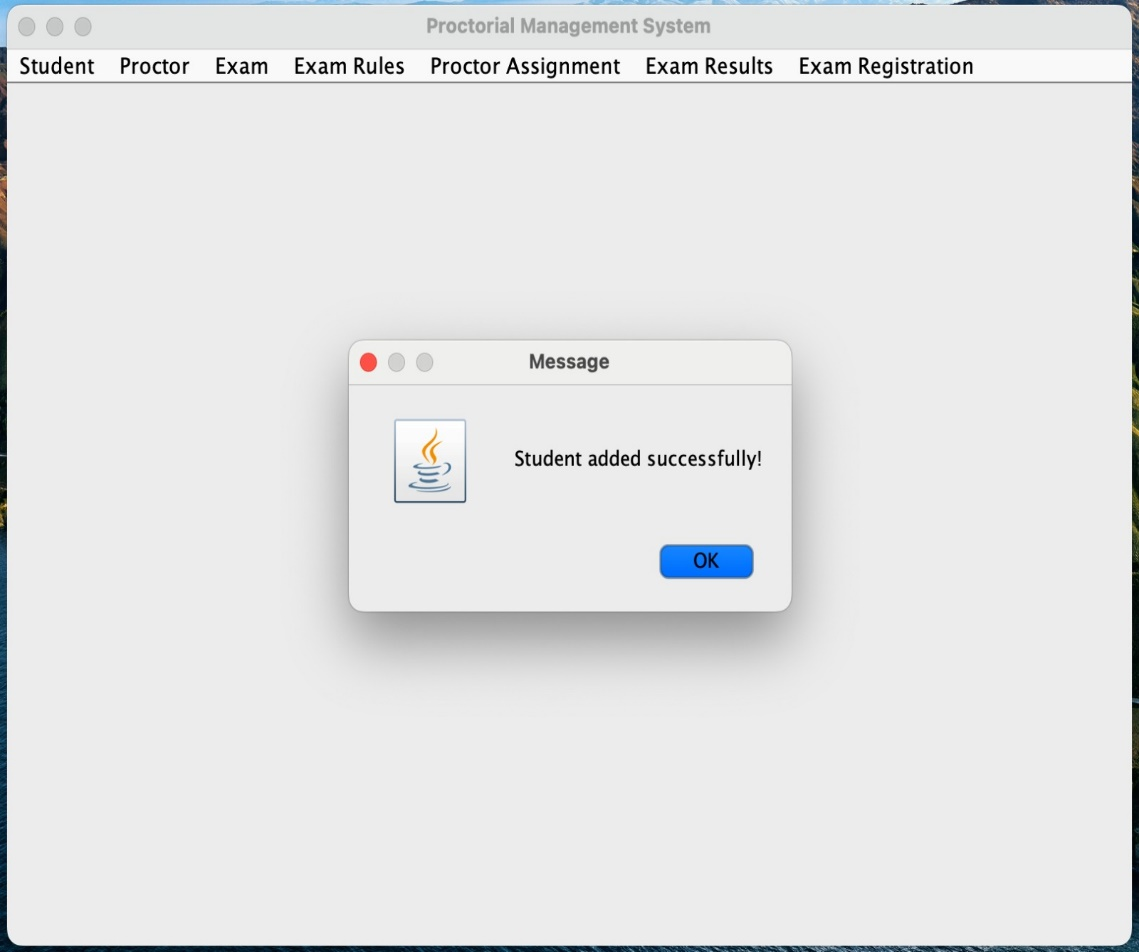 Proctorial Management System
Student Proctor Exam Exam Rules Proctor Assignment Exam Results Exam Registration
Message
Student added successfully!
OK